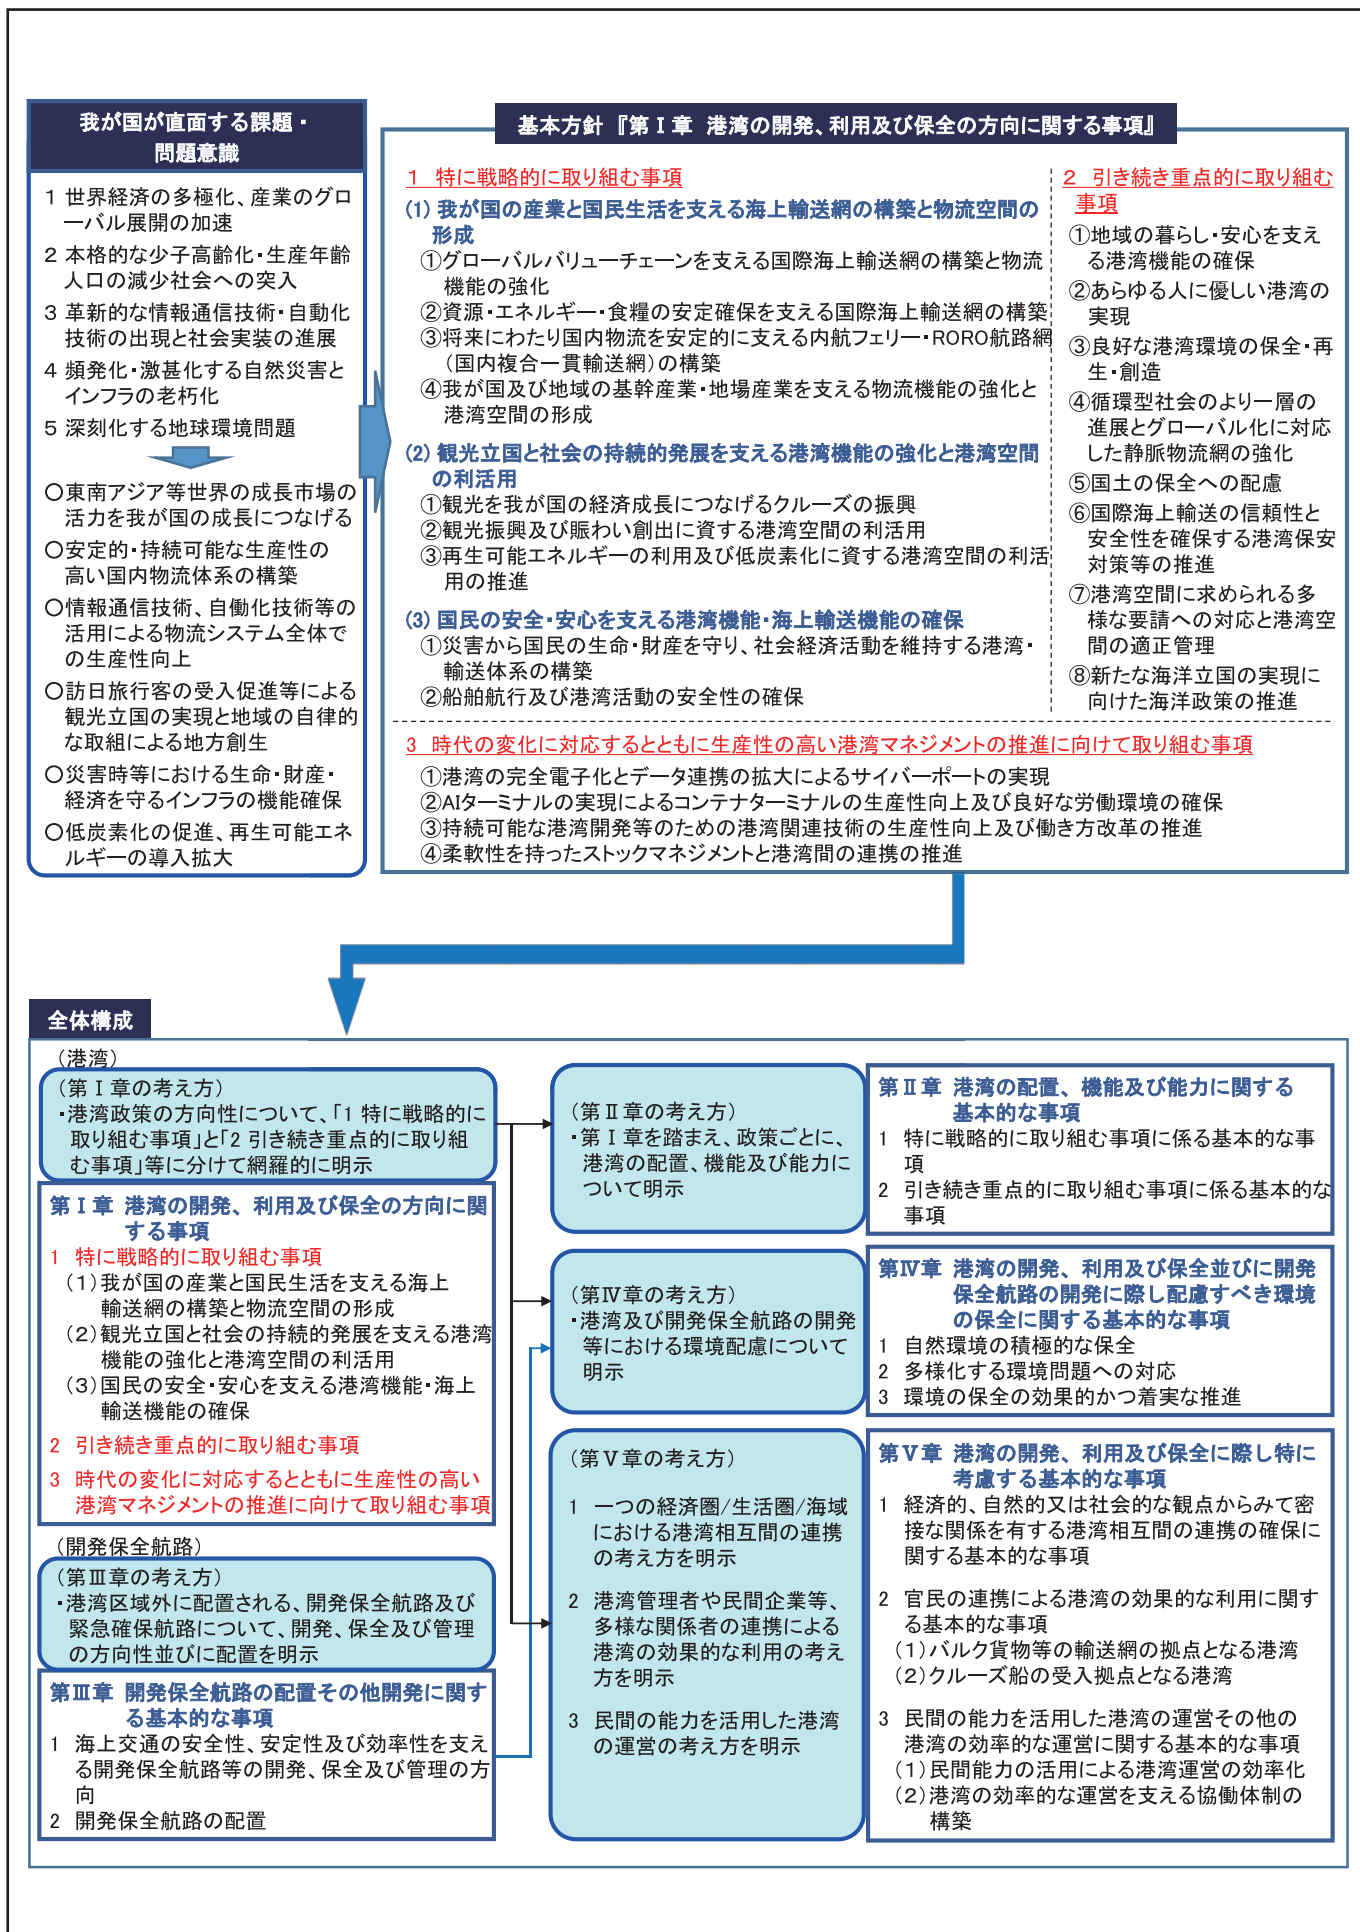 我が国が直面する課題・
問題意識
1 世界経済の多極化、産業のグロ
ーバル展開の加速
2 本格的な少子高齢化・生産年齢
人口の減少社会への突入
3 革新的な情報通信技術・自動化
技術の出現と社会実装の進展
4 頻発化・激甚化する自然災害と
インフラの老朽化
5 深刻化する地球環境問題
○東南アジア等世界の成長市場の
活力を我が国の成長につなげる
○安定的・持続可能な生産性の
高い国内物流体系の構築
○情報通信技術、自働化技術等の
活用による物流システム全体で
の生産性向上
○訪日旅行客の受入促進等による
観光立国の実現と地域の自律的
な取組による地方創生
○災害時等における生命・財産・
経済を守るインフラの機能確保
○低炭素化の促進、再生可能エネ
ルギーの導入拡大
基本方針『第Ⅰ章 港湾の開発、利用及び保全の方向に関する事項』
1 特に戦略的に取り組む事項
(1) 我が国の産業と国民生活を支える海上輸送網の構築と物流空間の
形成
①グローバルバリューチェーンを支える国際海上輸送網の構築と物流
機能の強化
②資源・エネルギー・食糧の安定確保を支える国際海上輸送網の構築
③将来にわたり国内物流を安定的に支える内航フェリー・RORO航路網
(国内複合一貫輸送網)の構築
④我が国及び地域の基幹産業・地場産業を支える物流機能の強化と
港湾空間の形成
(2) 観光立国と社会の持続的発展を支える港湾機能の強化と港湾空間
の利活用
①観光を我が国の経済成長につなげるクルーズの振興
②観光振興及び賑わい創出に資する港湾空間の利活用
③再生可能エネルギーの利用及び低炭素化に資する港湾空間の利活
用の推進
(3) 国民の安全・安心を支える港湾機能・海上輸送機能の確保
①災害から国民の生命・財産を守り、社会経済活動を維持する港湾・
輸送体系の構築
②船舶航行及び港湾活動の安全性の確保
2 引き続き重点的に取り組む
事項
①地域の暮らし・安心を支え
る港湾機能の確保
②あらゆる人に優しい港湾の
実現
③良好な港湾環境の保全・再
生・創造
④循環型社会のより一層の
進展とグローバル化に対応
した静脈物流網の強化
⑤国土の保全への配慮
⑥国際海上輸送の信頼性と
安全性を確保する港湾保安
対策等の推進
⑦港湾空間に求められる多
様な要請への対応と港湾空
間の適正管理
⑧新たな海洋立国の実現に
向けた海洋政策の推進
3 時代の変化に対応するとともに生産性の高い港湾マネジメントの推進に向けて取り組む事項
①港湾の完全電子化とデータ連携の拡大によるサイバーポートの実現
②AIターミナルの実現によるコンテナターミナルの生産性向上及び良好な労働環境の確保
③持続可能な港湾開発等のための港湾関連技術の生産性向上及び働き方改革の推進
④柔軟性を持ったストックマネジメントと港湾間の連携の推進
全体構成
(港湾)
(第Ⅰ章の考え方)
・港湾政策の方向性について、「1 特に戦略的に
取り組む事項」と「2 引き続き重点的に取り組
む事項」等に分けて網羅的に明示
第Ⅰ章 港湾の開発、利用及び保全の方向に関
する事項
1 特に戦略的に取り組む事項
(1)我が国の産業と国民生活を支える海上
輸送網の構築と物流空間の形成
(2)観光立国と社会の持続的発展を支える港湾
機能の強化と港湾空間の利活用
(3)国民の安全・安心を支える港湾機能・海上
輸送機能の確保
2 引き続き重点的に取り組む事項
3 時代の変化に対応するとともに生産性の高い
港湾マネジメントの推進に向けて取り組む事項
(開発保全航路)
(第Ⅲ章の考え方)
・港湾区域外に配置される、開発保全航路及び
緊急確保航路について、開発、保全及び管理
の方向性並びに配置を明示
第Ⅲ章 開発保全航路の配置その他開発に関す
る基本的な事項
1 海上交通の安全性、安定性及び効率性を支え
る開発保全航路等の開発、保全及び管理の方
向
2 開発保全航路の配置
(第Ⅱ章の考え方)
・第Ⅰ章を踏まえ、政策ごとに、
港湾の配置、機能及び能力に
ついて明示
(第Ⅳ章の考え方)
・港湾及び開発保全航路の開発
等における環境配慮について
明示
(第Ⅴ章の考え方)
1 一つの経済圏/生活圏/海域
における港湾相互間の連携
の考え方を明示
2 港湾管理者や民間企業等、
多様な関係者の連携による
港湾の効果的な利用の考え
方を明示
3 民間の能力を活用した港湾
の運営の考え方を明示
第Ⅱ章 港湾の配置、機能及び能力に関する
基本的な事項
1 特に戦略的に取り組む事項に係る基本的な事
項
2 引き続き重点的に取り組む事項に係る基本的な
事項
第Ⅳ章 港湾の開発、利用及び保全並びに開発
保全航路の開発に際し配慮すべき環境
の保全に関する基本的な事項
1 自然環境の積極的な保全
2 多様化する環境問題への対応
3 環境の保全の効果的かつ着実な推進
第Ⅴ章 港湾の開発、利用及び保全に際し特に
考慮する基本的な事項
1 経済的、自然的又は社会的な観点からみて密
接な関係を有する港湾相互間の連携の確保に
関する基本的な事項
2 官民の連携による港湾の効果的な利用に関す
る基本的な事項
(1)バルク貨物等の輸送網の拠点となる港湾
(2)クルーズ船の受入拠点となる港湾
3 民間の能力を活用した港湾の運営その他の
港湾の効率的な運営に関する基本的な事項
(1)民間能力の活用による港湾運営の効率化
(2)港湾の効率的な運営を支える協働体制の
構築